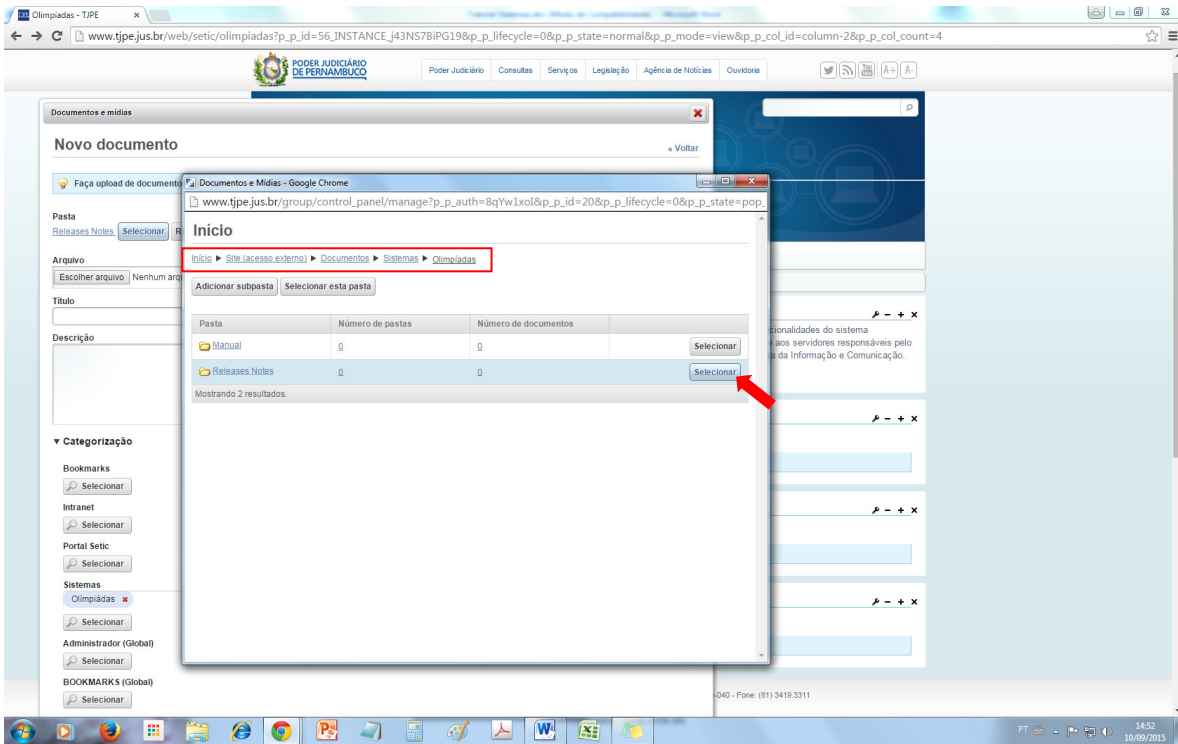 Olimpíadas - TJPE
www.tjpe.jus.br/web/setic/olimpiadas?p_p_id=56_INSTANCE_j43NS7BiPG19&p_p_lifecycle=0&p_p_state=normal&p_p_mode=view&p_p_col_id=column-2&p_p_col_count=4
PODER JUDICIÁRIO
DE PERNAMBUCO
Poder Judiciário Consultas Serviços Legislação Agência de Notícias Ouvidoria
A+ A-
Documentos e mídias
Novo documento
« Voltar
Faça upload de documento
Documentos e Mídias - Google Chrome
www.tjpe.jus.br/group/control_panel/manage?p_p_auth=8qYw1xoI&p_p_id=20&p_p_lifecycle=0&p_p_state=pop_
Pasta
Releases Notes Selecionar R
Início
Início ▶ Site (acesso externo) ▶ Documentos ▶ Sistemas ▶ Olimpíadas
Arquivo
Escolher arquivo Nenhum arq
Adicionar subpasta Selecionar esta pasta
Título
Pasta Número de pastas Número de documentos
Descrição
Manual 0 0 Selecionar
Releases Notes 0 0 Selecionar
Mostrando 2 resultados.
cionalidades do sistema
aos servidores responsáveis pelo
a da Informação e Comunicação.
Categorização
Bookmarks
Selecionar
Intranet
Selecionar
Portal Setic
Selecionar
Sistemas
Olimpíadas
Selecionar
Administrador (Global)
Selecionar
BOOKMARKS (Global)
Selecionar
-040 - Fone: (81) 3419.3311
PT
14:52
10/09/2015